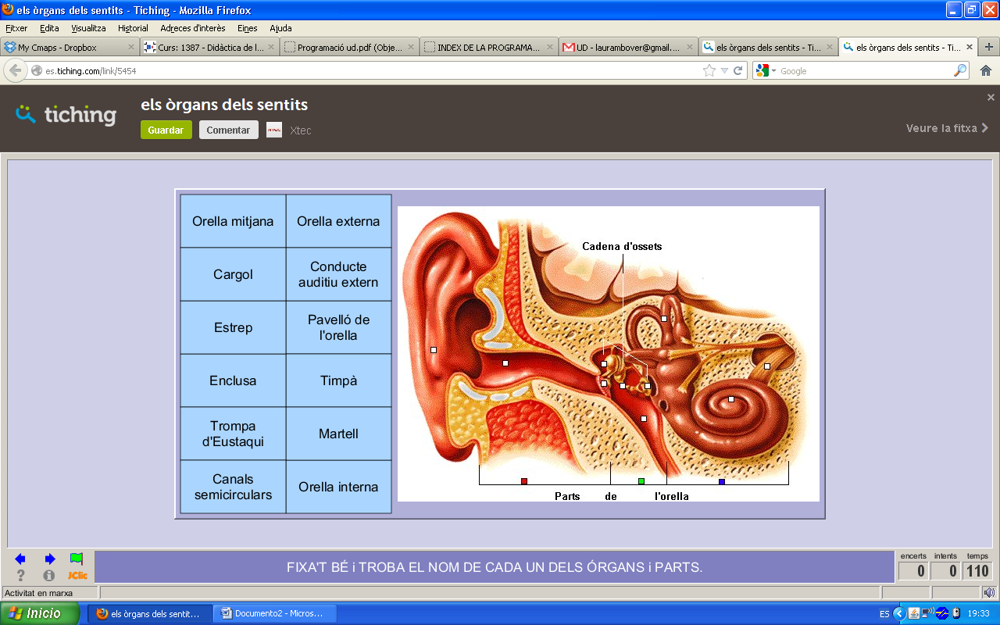 els òrgans dels sentits - Tiching - Mozilla Firefox
Fitxer Edita Visualitza Historial Adreces d'interès Eines Ajuda
My Cmaps - Dropbox
Curs: 1387 - Didàctica de l...
Programació ud.pdf (Obje...
INDEX DE LA PROGRAMA...
UD - laurambover@gmail....
els òrgans dels sentits - Ti...
els òrgans dels sentits - Ti...
es.tiching.com/link/5454
Google
tiching
els òrgans dels sentits
Guardar Comentar Xtec
Veure la fitxa
Orella mitjana
Orella externa
Cargol
Conducte
auditiu extern
Estrep
Pavelló de
l'orella
Enclusa
Timpà
Trompa
d'Eustaqui
Martell
Canals
semicirculars
Orella interna
Cadena d'ossets
Parts de l'orella
FIXA'T BÉ i TROBA EL NOM DE CADA UN DELS ÓRGANS i PARTS.
JClic
encerts intents temps
0 0 110
Activitat en marxa
Inicio
els òrgans dels sentit...
Documento2 - Micros...
ES
19:33